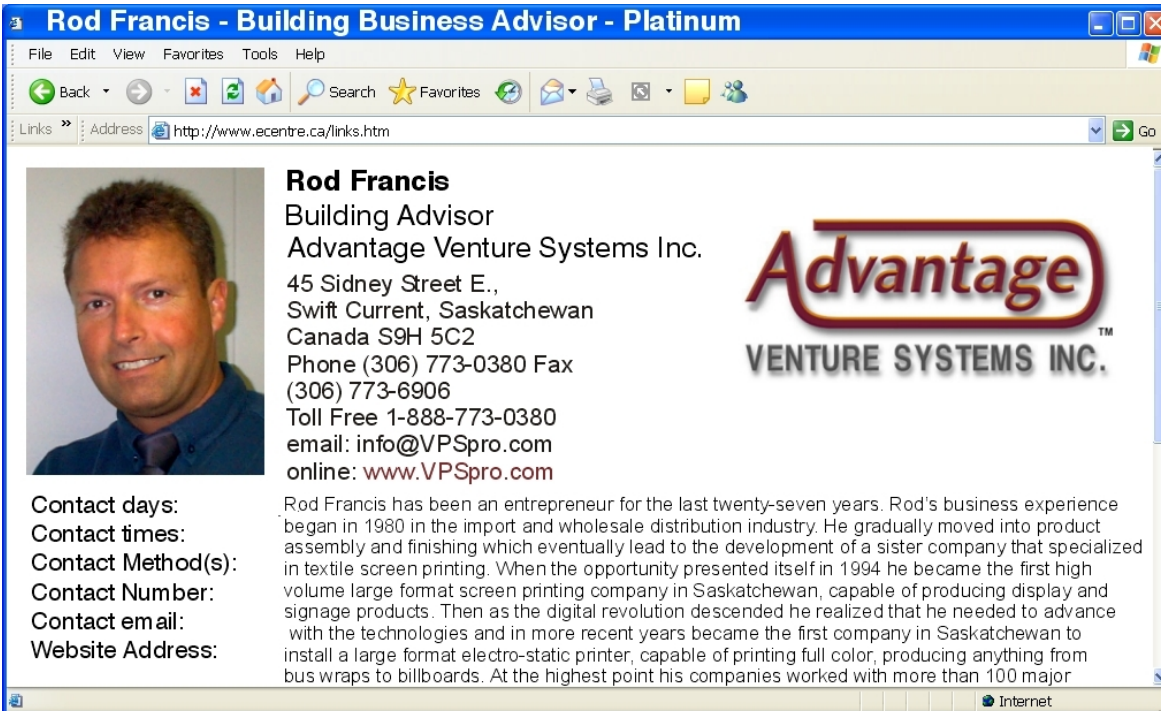 Rod Francis - Building Business Advisor - Platinum
File Edit View Favorites Tools Help
Back Search Favorites
Links » Address http://www.ecentre.ca/links.htm Go
Rod Francis
Building Advisor
Advantage Venture Systems Inc.
45 Sidney Street E.,
Swift Current, Saskatchewan
Canada S9H 5C2
Phone (306) 773-0380 Fax
(306) 773-6906
Toll Free 1-888-773-0380
email: info@VPSpro.com
online: www.VPSpro.com
Advantage
VENTURE SYSTEMS INC.™
Contact days:
Contact times:
Contact Method(s):
Contact Number:
Contact email:
Website Address:
Rod Francis has been an entrepreneur for the last twenty-seven years. Rod's business experience
began in 1980 in the import and wholesale distribution industry. He gradually moved into product
assembly and finishing which eventually lead to the development of a sister company that specialized
in textile screen printing. When the opportunity presented itself in 1994 he became the first high
volume large format screen printing company in Saskatchewan, capable of producing display and
signage products. Then as the digital revolution descended he realized that he needed to advance
with the technologies and in more recent years became the first company in Saskatchewan to
install a large format electro-static printer, capable of printing full color, producing anything from
bus wraps to billboards. At the highest point his companies worked with more than 100 major
Internet